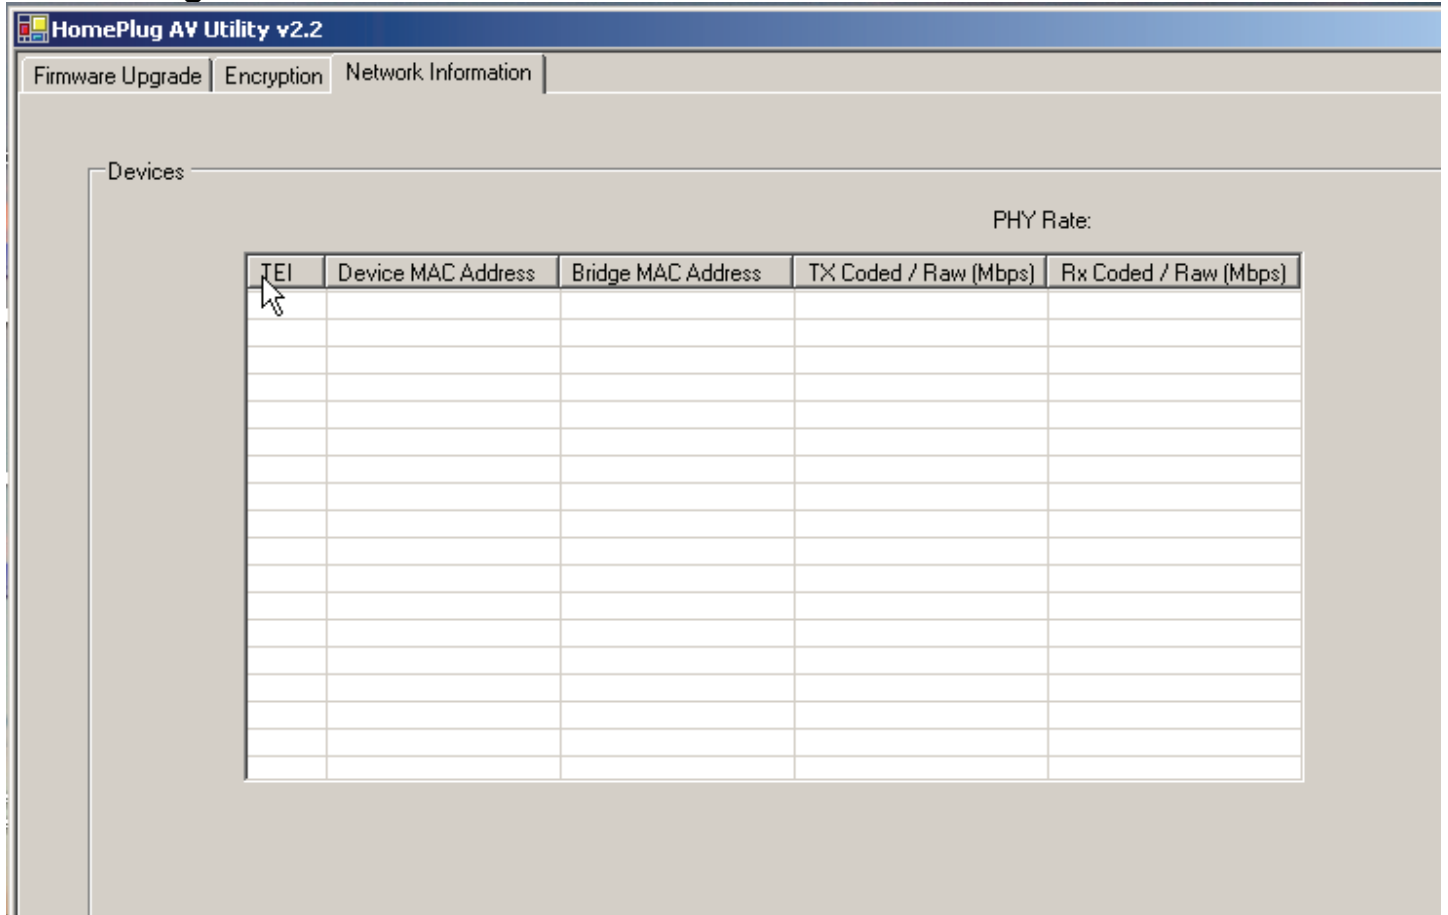 HomePlug AV Utility v2.2
Firmware Upgrade Encryption Network Information
Devices
PHY Rate:
TEI Device MAC Address Bridge MAC Address TX Coded / Raw (Mbps) Rx Coded / Raw (Mbps)